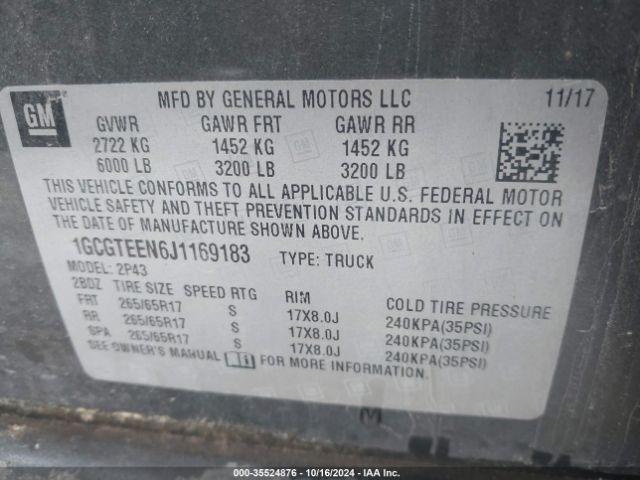 GM
MFD BY GENERAL MOTORS LLC 11/17
GVWR GAWR FRT GAWR RR
2722 KG 1452 KG 1452 KG
6000 LB 3200 LB 3200 LB
THIS VEHICLE CONFORMS TO ALL APPLICABLE U.S. FEDERAL MOTOR
VEHICLE SAFETY AND THEFT PREVENTION STANDARDS IN EFFECT ON
THE DATE OF MANUFACTURE SHOWN ABOVE.
1GCGTEEN6J1169183 TYPE: TRUCK
MODEL: 2P43
2BDZ TIRE SIZE SPEED RTG RIM COLD TIRE PRESSURE
FRT 265/65R17 S 17X8.0J 240KPA(35PSI)
RR 265/65R17 S 17X8.0J 240KPA(35PSI)
SPA 265/65R17 S 17X8.0J 240KPA(35PSI)
SEE OWNER'S MANUAL FOR MORE INFORMATION.
M
000-35524876 - 10/16/2024 - IAA Inc.